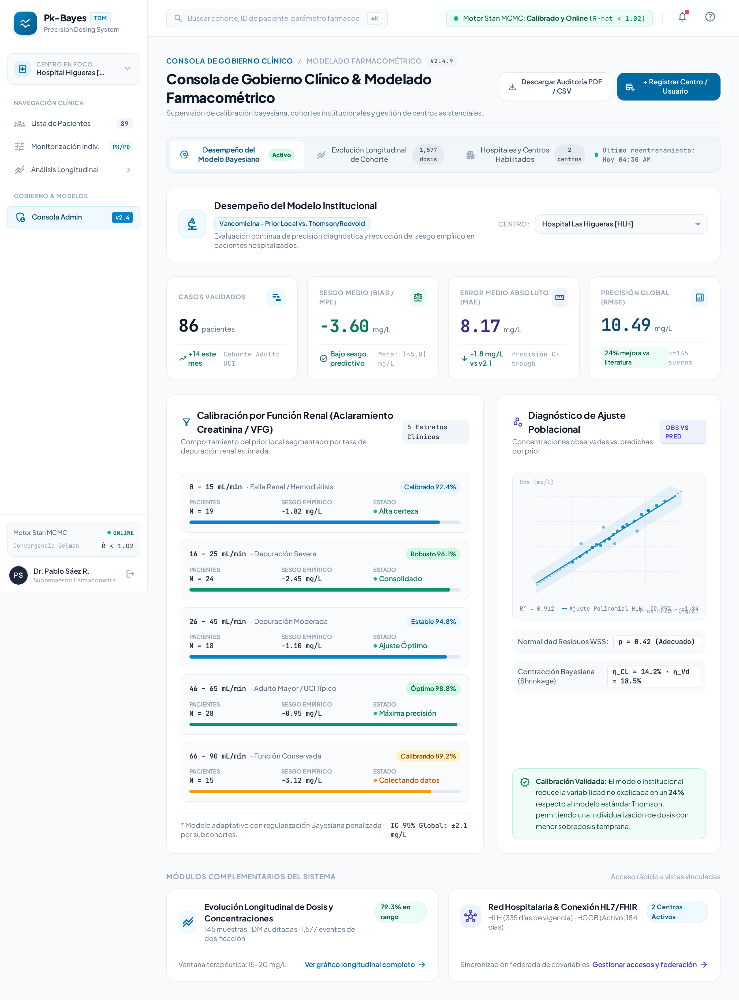 Pk-Bayes TDM
Precision Dosing System
CENTRO EN FOCO
Hospital Higueras [...
NAVEGACIÓN CLÍNICA
Lista de Pacientes 89
Monitorización Indiv. PK/PD
Análisis Longitudinal
GOBIERNO & MODELOS
Consola Admin v2.4
Motor Stan MCMC ONLINE
Convergencia Gelman R̂ < 1.02
PS
Dr. Pablo Sáez R.
Supermaestro Farmacometría
Buscar cohorte, ID de paciente, parámetro farmacoc ⌘K
Motor Stan MCMC: Calibrado y Online (R-hat < 1.02)
CONSOLA DE GOBIERNO CLÍNICO / MODELADO FARMACOMÉTRICO V2.4.9
Consola de Gobierno Clínico & Modelado
Farmacométrico
Supervisión de calibración bayesiana, cohortes institucionales y gestión de centros asistenciales.
Descargar Auditoría PDF
/ CSV
+ Registrar Centro /
Usuario
Desempeño del
Modelo Bayesiano
Activo
Evolución Longitudinal
de Cohorte
1,577
dosis
Hospitales y Centros
Habilitados
2
centros
Último reentrenamiento:
Hoy 04:30 AM
Desempeño del Modelo Institucional
Vancomicina - Prior Local vs. Thomson/Rodvold
Evaluación continua de precisión diagnóstica y reducción del sesgo empírico en
pacientes hospitalizados.
CENTRO: Hospital Las Higueras [HLH]
CASOS VALIDADOS
86 pacientes
+14 este
mes
Cohorte Adulto
UCI
SESGO MEDIO (BIAS /
MPE)
-3.60 mg/L
Bajo sesgo
predictivo
Meta: |<5.0|
mg/L
ERROR MEDIO ABSOLUTO
(MAE)
8.17 mg/L
-1.8 mg/L
vs v2.1
Precisión C-
trough
PRECISIÓN GLOBAL
(RMSE)
10.49 mg/L
24% mejora vs
literatura
n=145
sueros
Calibración por Función Renal (Aclaramiento
Creatinina / VFG)
Comportamiento del prior local segmentado por tasa de
depuración renal estimada.
5 Estratos
Clínicos
0 – 15 mL/min · Falla Renal / Hemodiálisis Calibrado 92.4%
PACIENTES SESGO EMPÍRICO ESTADO
N = 19 -1.82 mg/L Alta certeza
16 – 25 mL/min · Depuración Severa Robusto 96.1%
PACIENTES SESGO EMPÍRICO ESTADO
N = 24 -2.45 mg/L Consolidado
26 – 45 mL/min · Depuración Moderada Estable 94.8%
PACIENTES SESGO EMPÍRICO ESTADO
N = 18 -1.10 mg/L Ajuste Óptimo
46 – 65 mL/min · Adulto Mayor / UCI Típico Óptimo 98.8%
PACIENTES SESGO EMPÍRICO ESTADO
N = 28 -0.95 mg/L Máxima precisión
66 – 90 mL/min · Función Conservada Calibrando 89.2%
PACIENTES SESGO EMPÍRICO ESTADO
N = 15 -3.12 mg/L Colectando datos
* Modelo adaptativo con regularización Bayesiana penalizada
por subcohortes.
IC 95% Global: ±2.1
mg/L
Diagnóstico de Ajuste
Poblacional
Concentraciones observadas vs. predichas
por prior
OBS VS
PRED
Obs (mg/L)
R² = 0.912 Ajuste Polinomial HLH IC 95% = ±1.84
Pred Prior (mg/L)
Normalidad Residuos WSS: p = 0.42 (Adecuado)
Contracción Bayesiana
(Shrinkage):
η_CL = 14.2% · η_Vd
= 18.5%
Calibración Validada: El modelo institucional
reduce la variabilidad no explicada en un 24%
respecto al modelo estándar Thomson,
permitiendo una individualización de dosis con
menor sobredosis temprana.
MÓDULOS COMPLEMENTARIOS DEL SISTEMA Acceso rápido a vistas vinculadas
Evolución Longitudinal de Dosis y
Concentraciones
145 muestras TDM auditadas · 1,577 eventos de
dosificación
79.3% en
rango
Ventana terapéutica: 15–20 mg/L Ver gráfico longitudinal completo →
Red Hospitalaria & Conexión HL7/FHIR
HLH (335 días de vigencia) · HGGB (Activo, 184
días)
2 Centros
Activos
Sincronización federada de covariables Gestionar accesos y federación →